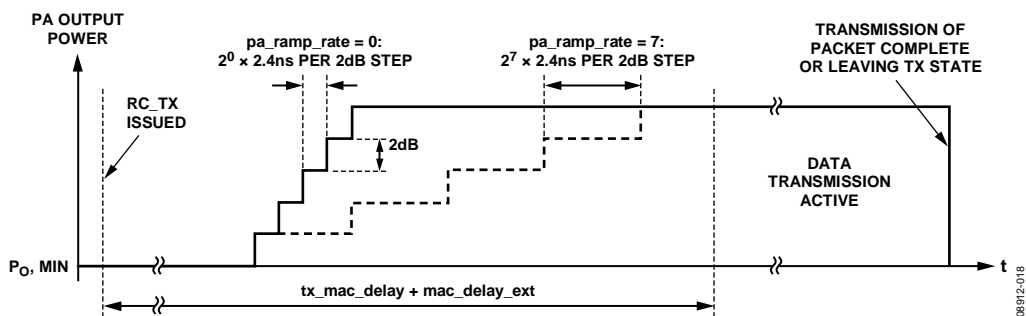 PA OUTPUT
POWER
pa_ramp_rate = 0:
2⁰ × 2.4ns PER 2dB STEP
pa_ramp_rate = 7:
2⁷ × 2.4ns PER 2dB STEP
TRANSMISSION OF
PACKET COMPLETE
OR LEAVING TX STATE
RC_TX
ISSUED
2dB
DATA
TRANSMISSION
ACTIVE
P_O, MIN
t
tx_mac_delay + mac_delay_ext
08912-018